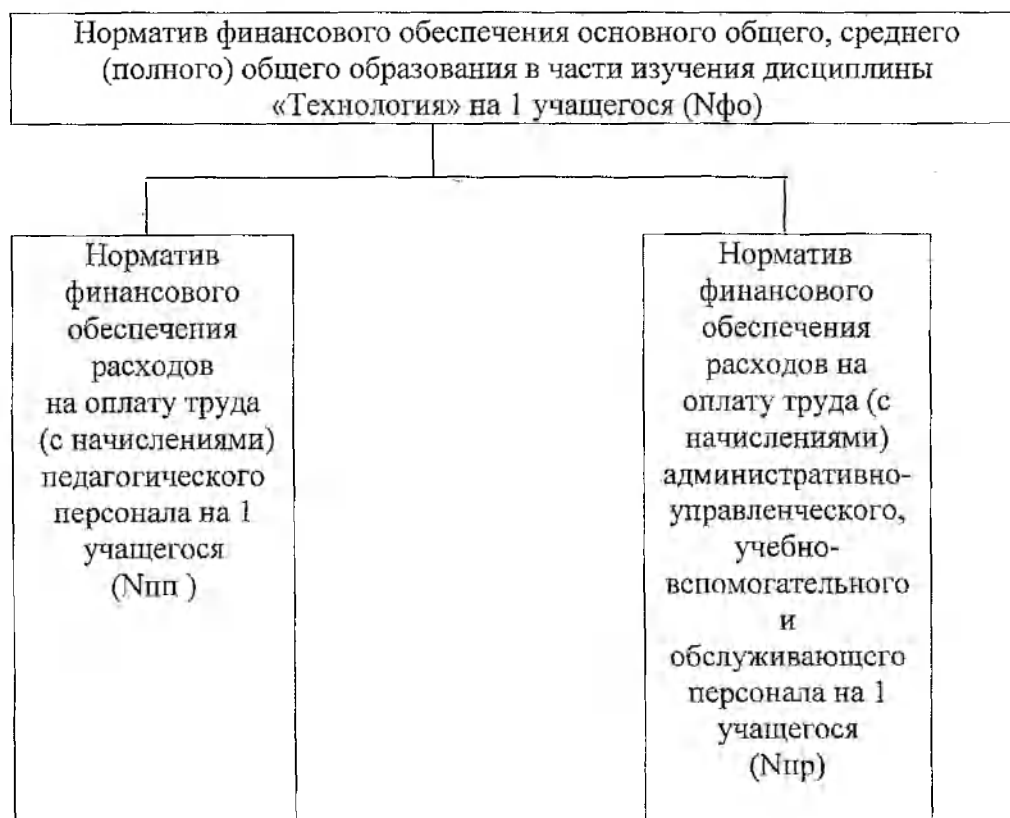 Норматив финансового обеспечения основного общего, среднего
(полного) общего образования в части изучения дисциплины
«Технология» на 1 учащегося (Nфо)
Норматив
финансового
обеспечения
расходов
на оплату труда
(с начислениями)
педагогического
персонала на 1
учащегося
(Nпп )
Норматив
финансового
обеспечения
расходов на
оплату труда (с
начислениями)
административно-
управленческого,
учебно-
вспомогательного
и
обслуживающего
персонала на 1
учащегося
(Nпр)